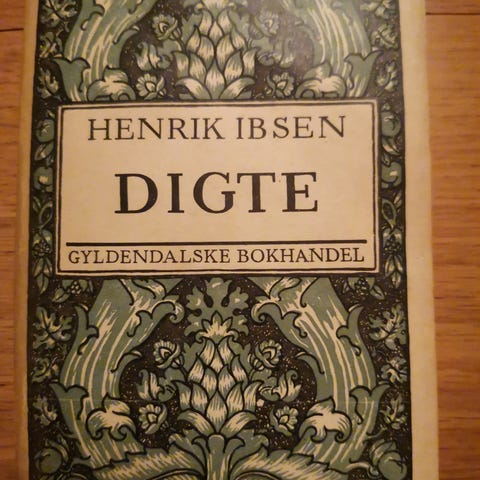 HENRIK IBSEN
DIGTE
GYLDENDALSKE BOKHANDEL